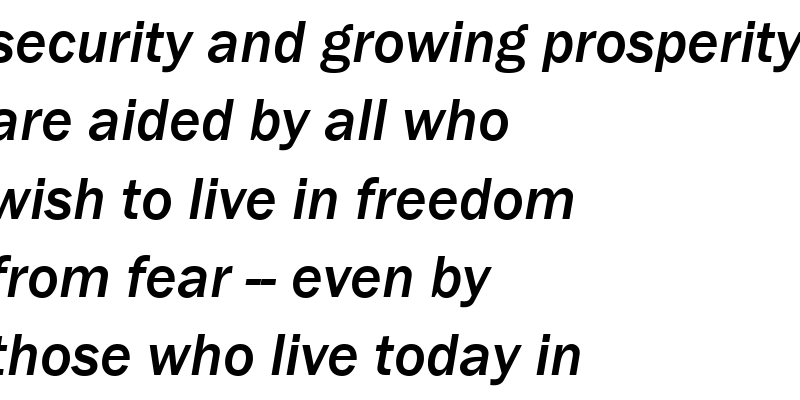 security and growing prosperity
are aided by all who
wish to live in freedom
from fear -- even by
those who live today in